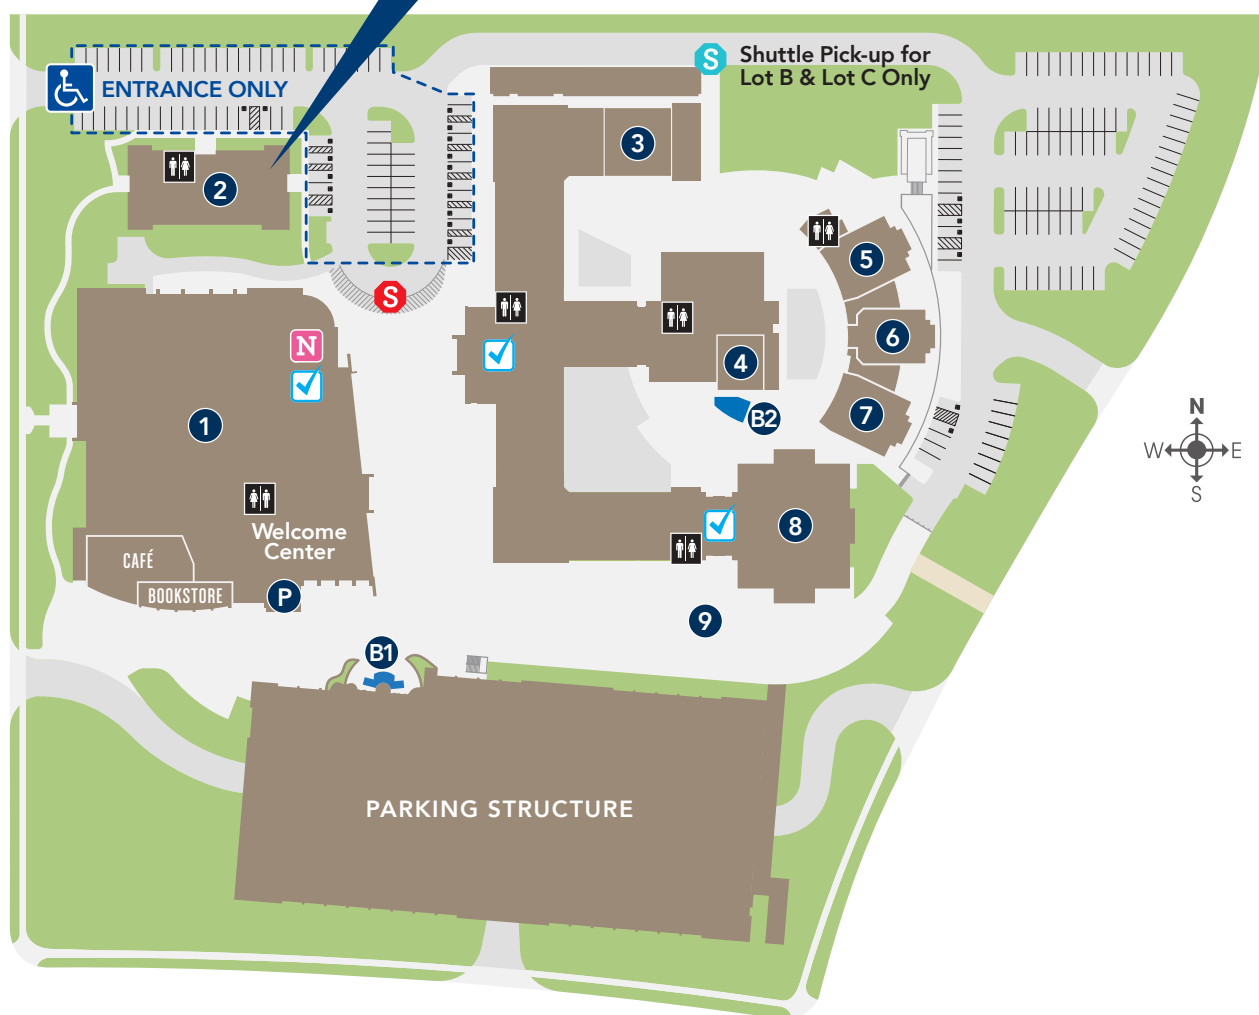 S
Shuttle Pick-up for
Lot B & Lot C Only
ENTRANCE ONLY
3
2
5
S
6
N
4
7
B2
1
N
W
E
S
8
Welcome
Center
CAFÉ
BOOKSTORE
P
9
B1
PARKING STRUCTURE